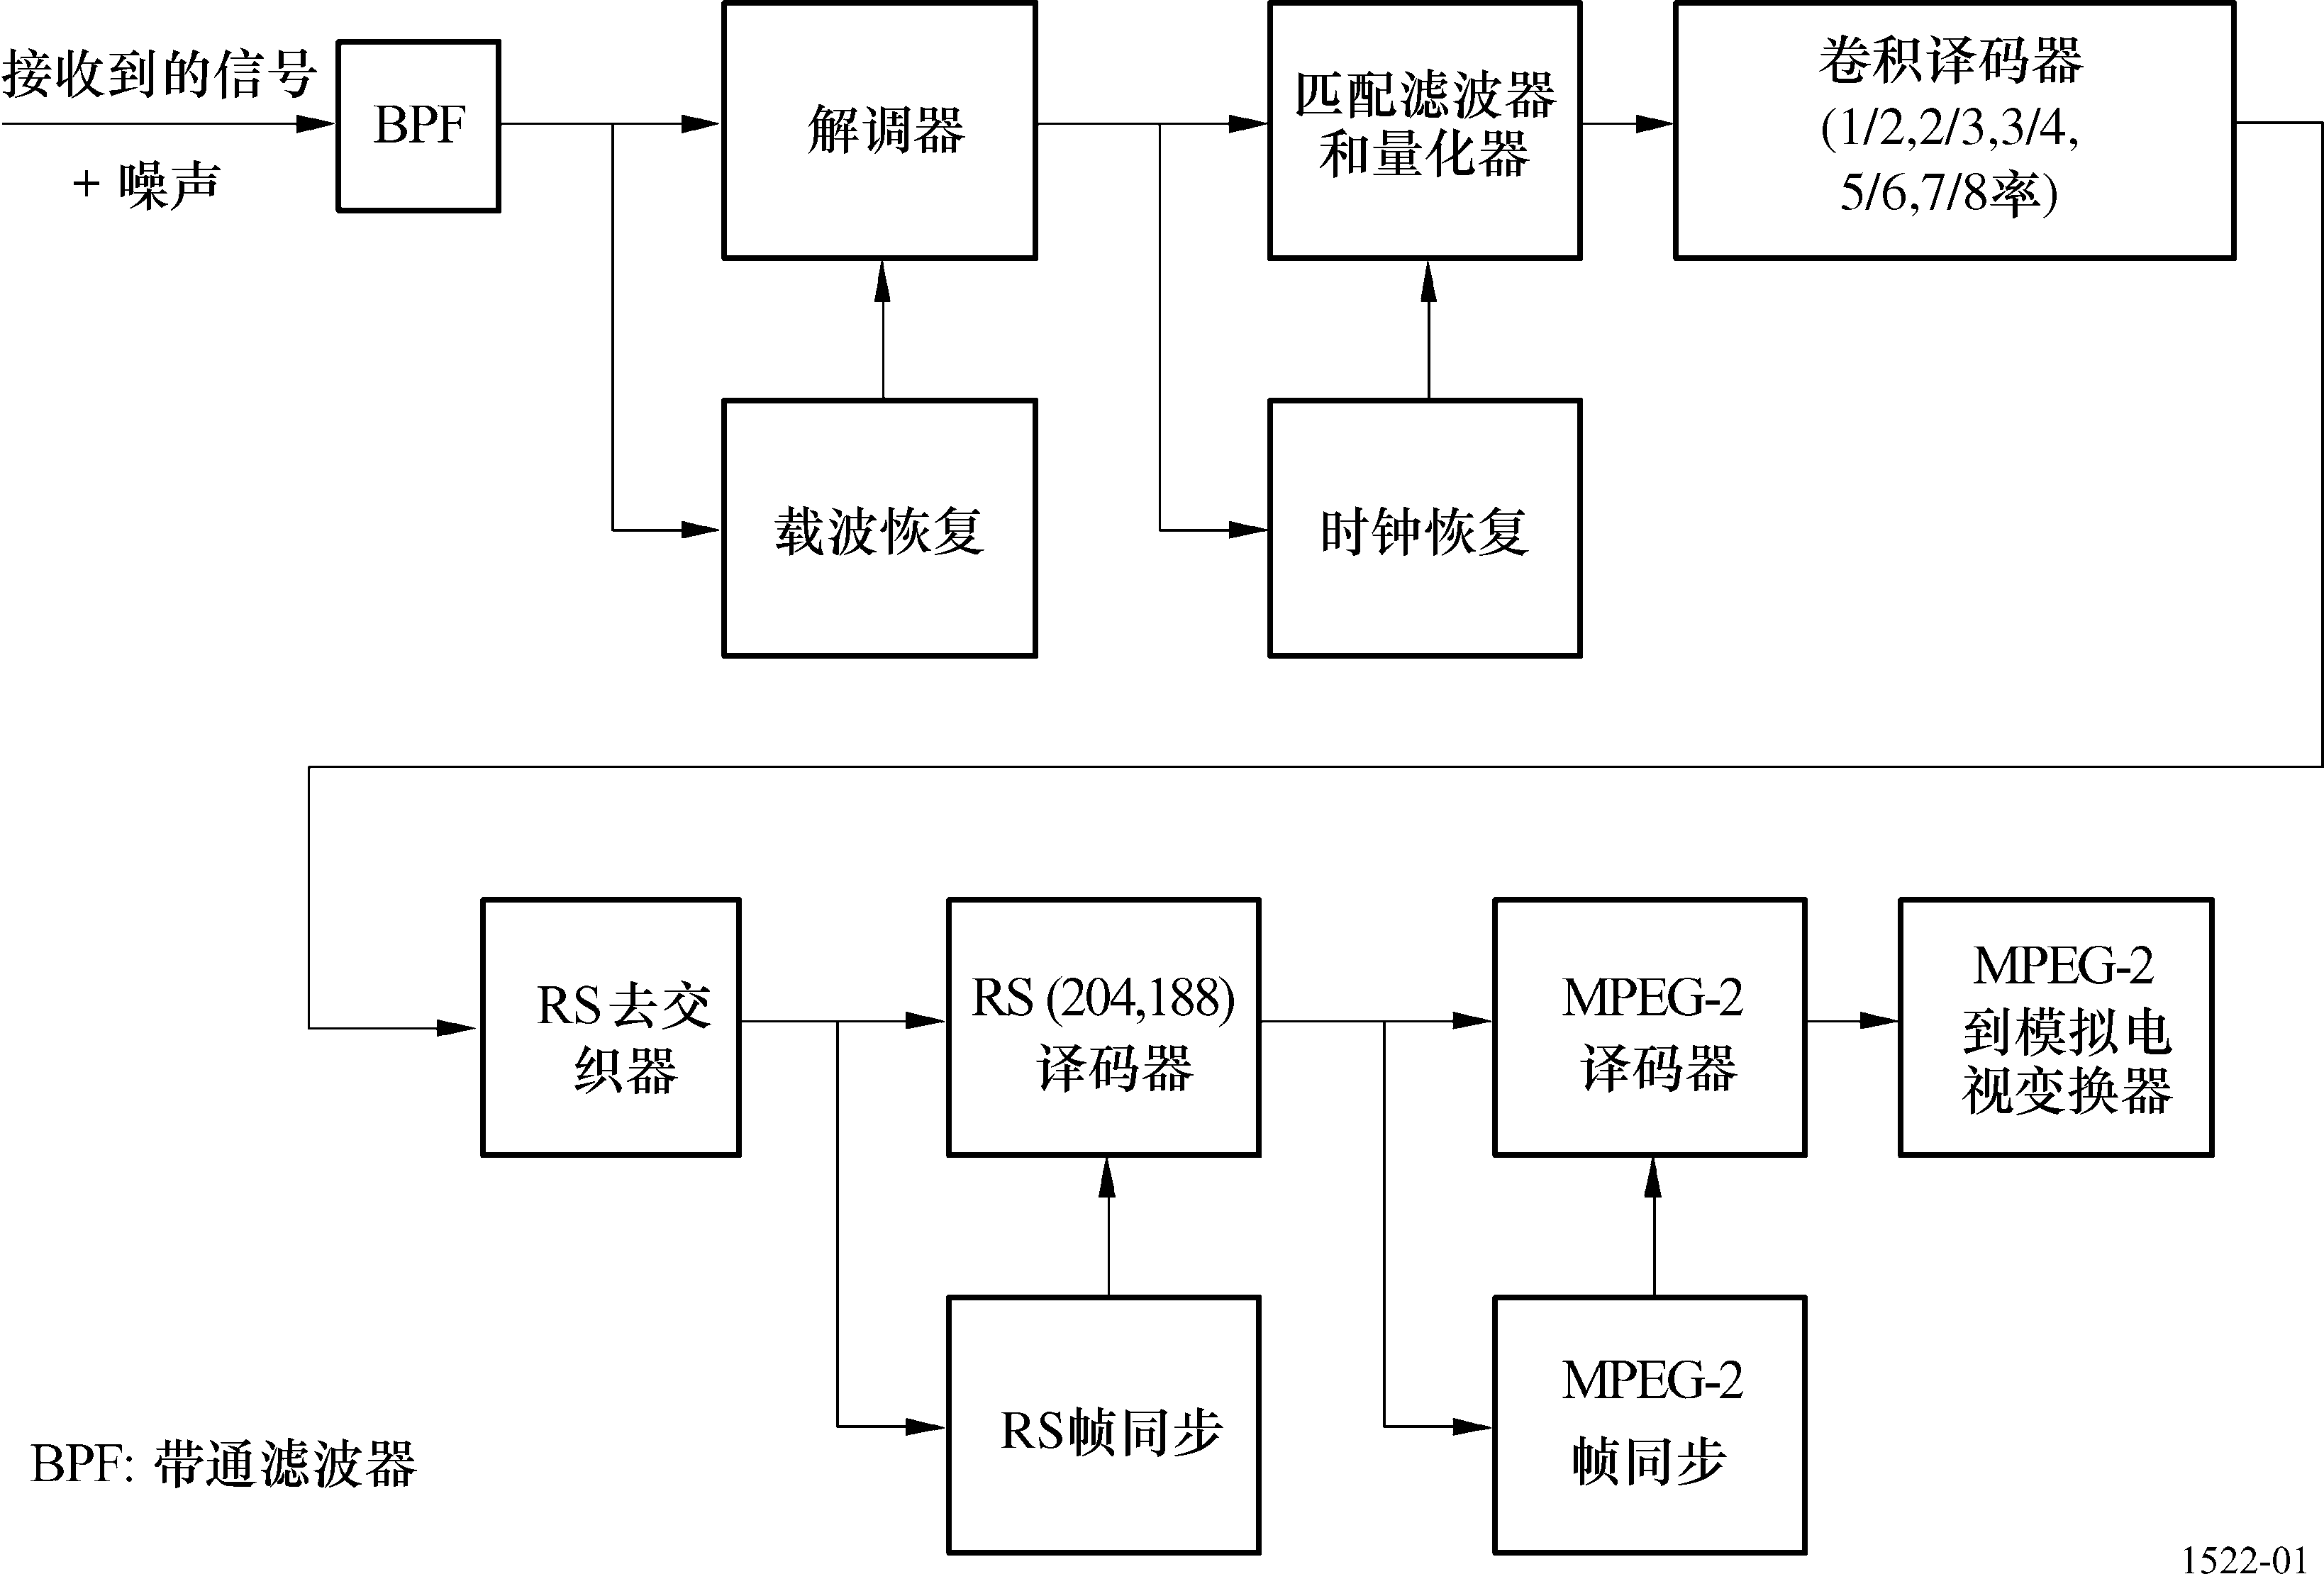 接收到的信号
+ 噪声
BPF
解调器
匹配滤波器
和量化器
卷积译码器
(1/2,2/3,3/4,
5/6,7/8率)
载波恢复
时钟恢复
RS去交
织器
RS (204,188)
译码器
MPEG-2
译码器
MPEG-2
到模拟电
视变换器
RS帧同步
MPEG-2
帧同步
BPF: 带通滤波器
1522-01